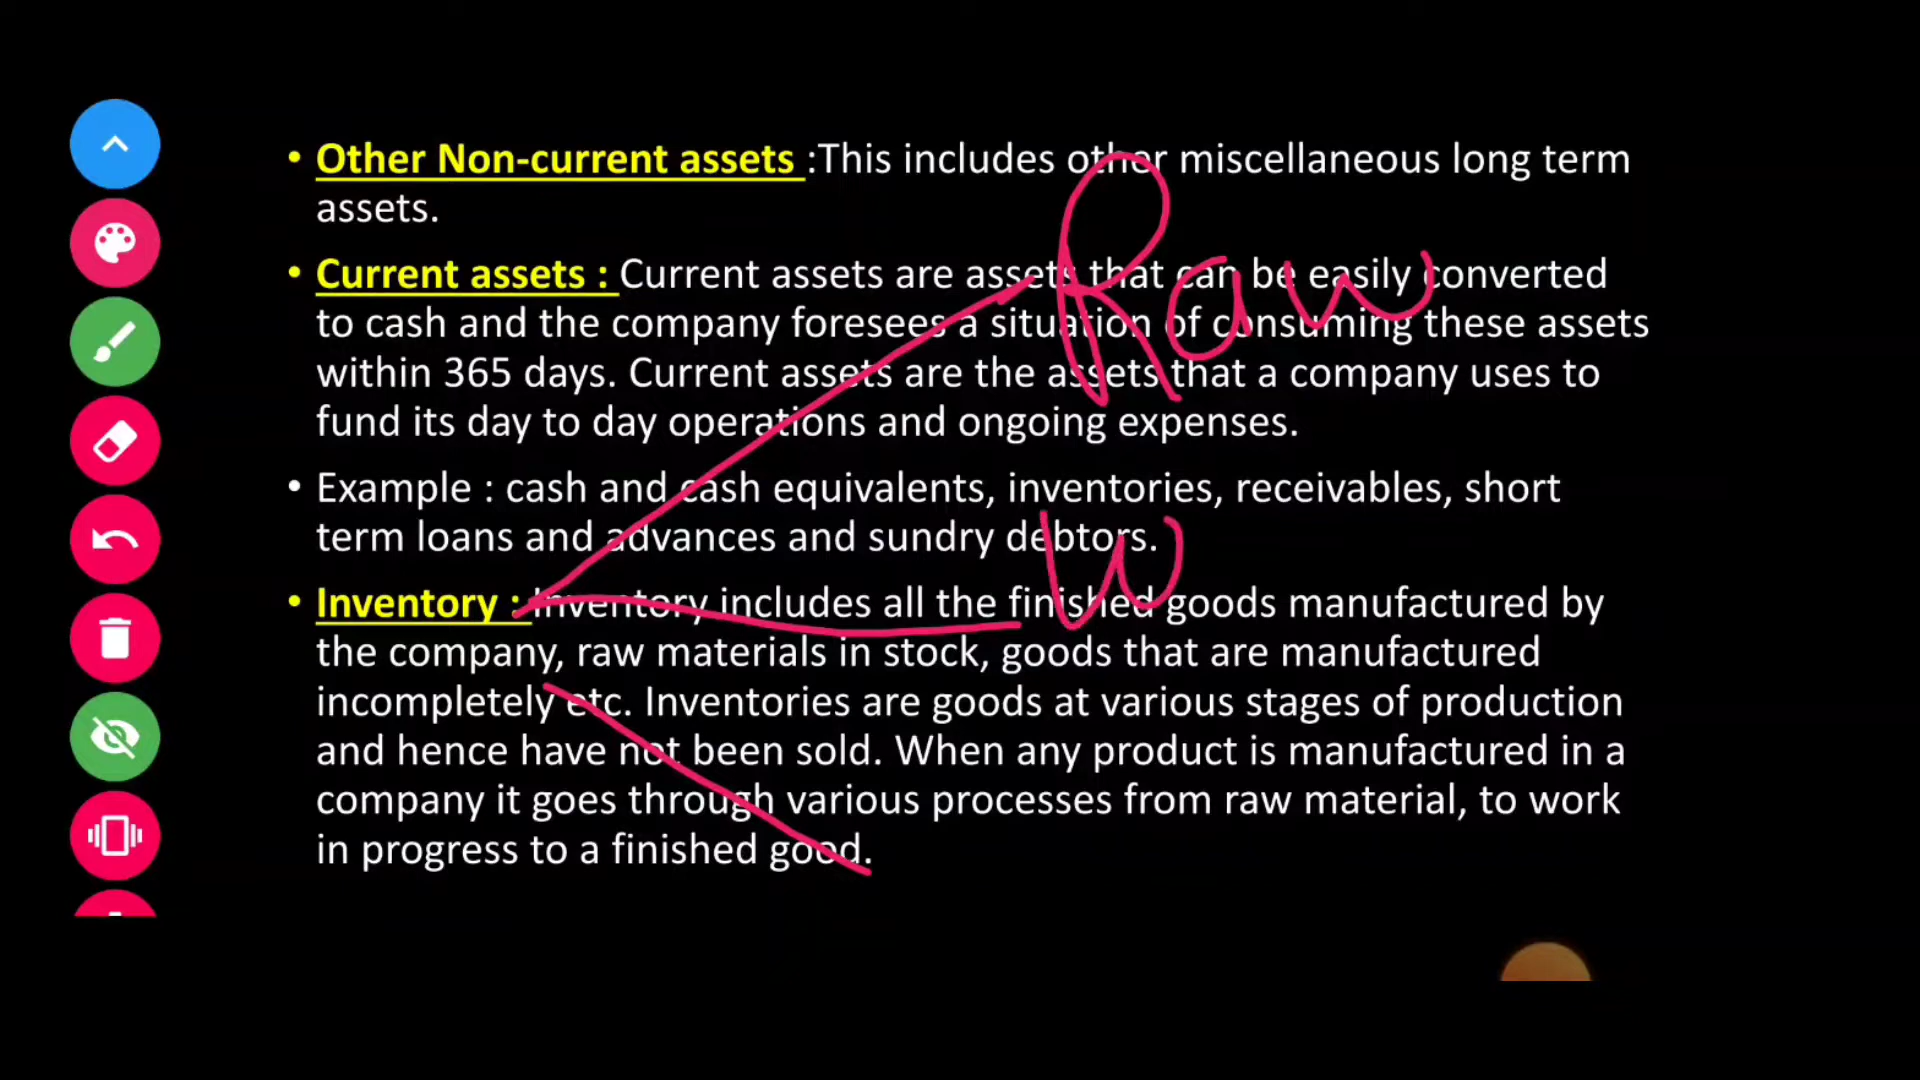 • Other Non-current assets :This includes other miscellaneous long term
assets.
• Current assets : Current assets are assets that can be easily converted
to cash and the company foresees a situation of consuming these assets
within 365 days. Current assets are the assets that a company uses to
fund its day to day operations and ongoing expenses.
• Example : cash and cash equivalents, inventories, receivables, short
term loans and advances and sundry debtors.
• Inventory : Inventory includes all the finished goods manufactured by
the company, raw materials in stock, goods that are manufactured
incompletely etc. Inventories are goods at various stages of production
and hence have not been sold. When any product is manufactured in a
company it goes through various processes from raw material, to work
in progress to a finished good.
Raw
W